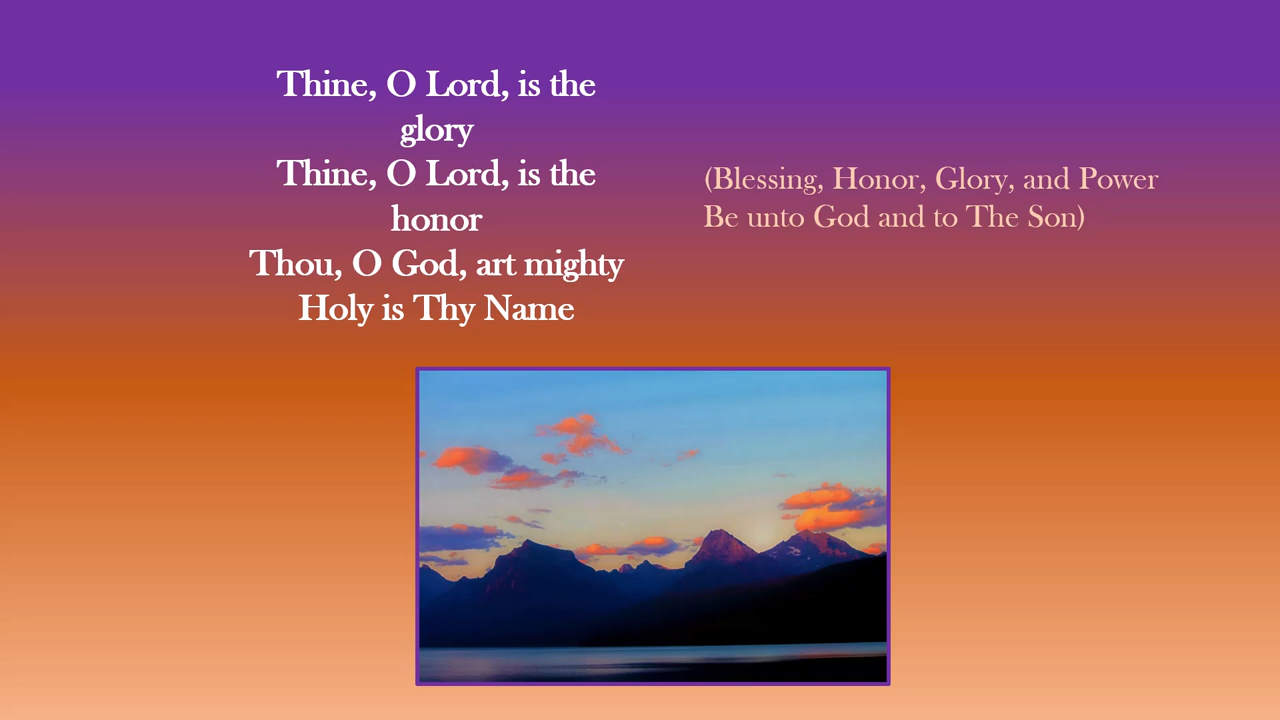 Thine, O Lord, is the
glory
Thine, O Lord, is the
honor
Thou, O God, art mighty
Holy is Thy Name
(Blessing, Honor, Glory, and Power
Be unto God and to The Son)